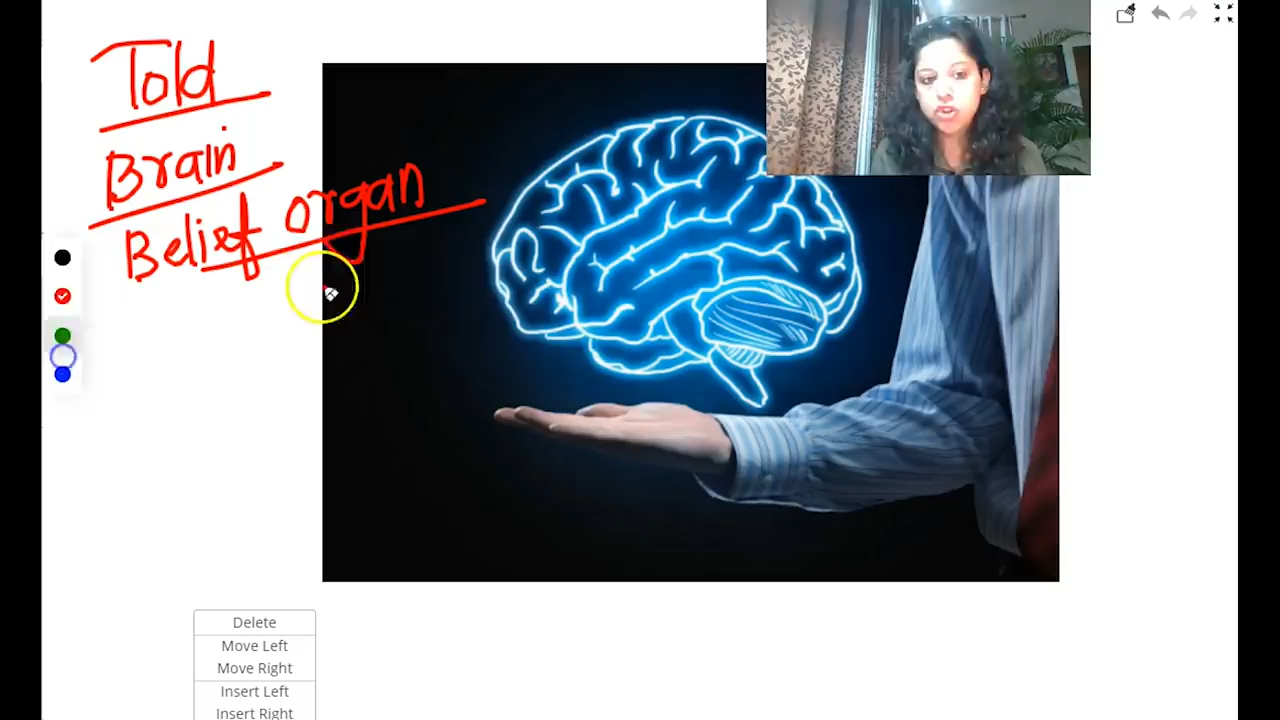 Told
Brain
Belief organ
Delete
Move Left
Move Right
Insert Left
Insert Right